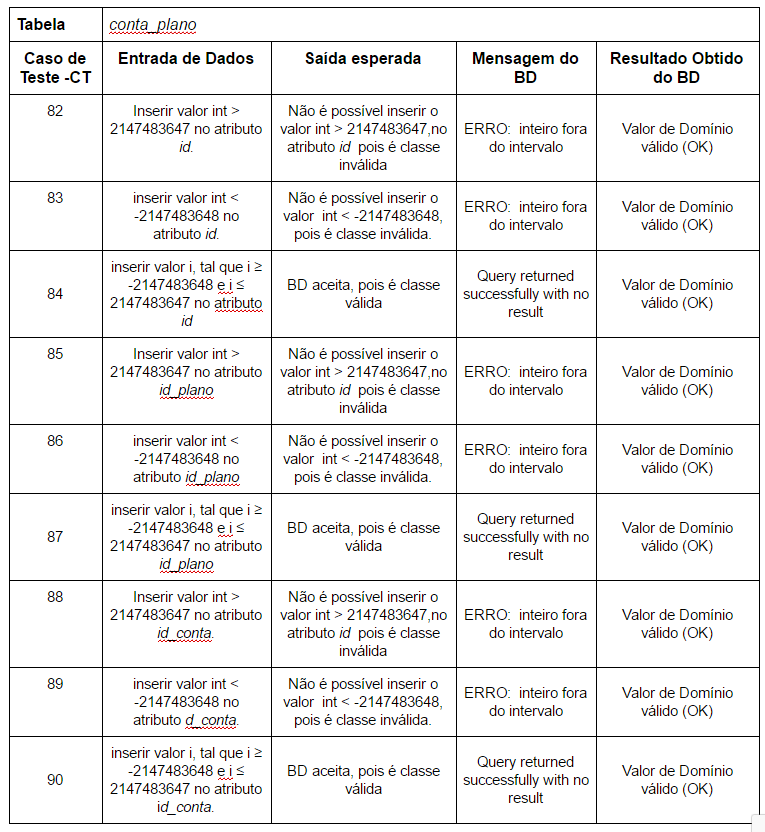 Tabela
conta_plano
Caso de
Teste -CT
Entrada de Dados
Saída esperada
Mensagem do
BD
Resultado Obtido
do BD
82
Inserir valor int >
2147483647 no atributo
id.
Não é possível inserir o
valor int > 2147483647,no
atributo id pois é classe
inválida
ERRO: inteiro fora
do intervalo
Valor de Domínio
válido (OK)
83
inserir valor int <
-2147483648 no
atributo id.
Não é possível inserir o
valor int < -2147483648,
pois é classe inválida.
ERRO: inteiro fora
do intervalo
Valor de Domínio
válido (OK)
84
inserir valor i, tal que i ≥
-2147483648 e i ≤
2147483647 no atributo
id
BD aceita, pois é classe
válida
Query returned
successfully with no
result
Valor de Domínio
válido (OK)
85
Inserir valor int >
2147483647 no atributo
id_plano
Não é possível inserir o
valor int > 2147483647,no
atributo id pois é classe
inválida
ERRO: inteiro fora
do intervalo
Valor de Domínio
válido (OK)
86
inserir valor int <
-2147483648 no
atributo id_plano
Não é possível inserir o
valor int < -2147483648,
pois é classe inválida.
ERRO: inteiro fora
do intervalo
Valor de Domínio
válido (OK)
87
inserir valor i, tal que i ≥
-2147483648 e i ≤
2147483647 no atributo
id_plano
BD aceita, pois é classe
válida
Query returned
successfully with no
result
Valor de Domínio
válido (OK)
88
Inserir valor int >
2147483647 no atributo
id_conta.
Não é possível inserir o
valor int > 2147483647,no
atributo id pois é classe
inválida
ERRO: inteiro fora
do intervalo
Valor de Domínio
válido (OK)
89
inserir valor int <
-2147483648 no
atributo d_conta.
Não é possível inserir o
valor int < -2147483648,
pois é classe inválida.
ERRO: inteiro fora
do intervalo
Valor de Domínio
válido (OK)
90
inserir valor i, tal que i ≥
-2147483648 e i ≤
2147483647 no atributo
id_conta.
BD aceita, pois é classe
válida
Query returned
successfully with no
result
Valor de Domínio
válido (OK)